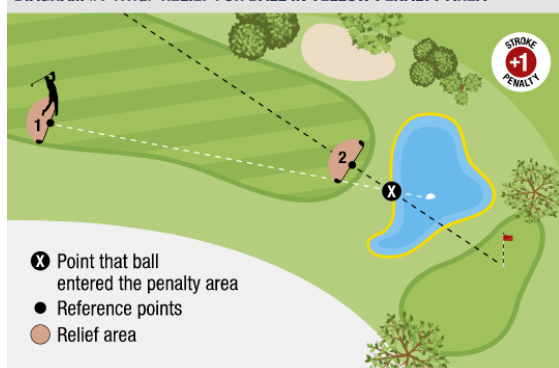 STROKE
+1
PENALTY
1
2
X
X Point that ball
entered the penalty area
Reference points
Relief area